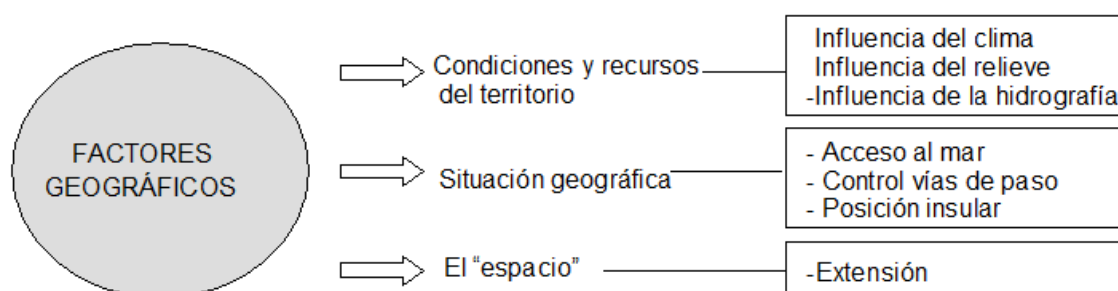 FACTORES
GEOGRÁFICOS
Condiciones y recursos
del territorio
Influencia del clima
Influencia del relieve
-Influencia de la hidrografía
Situación geográfica
- Acceso al mar
- Control vías de paso
- Posición insular
El “espacio”
-Extensión